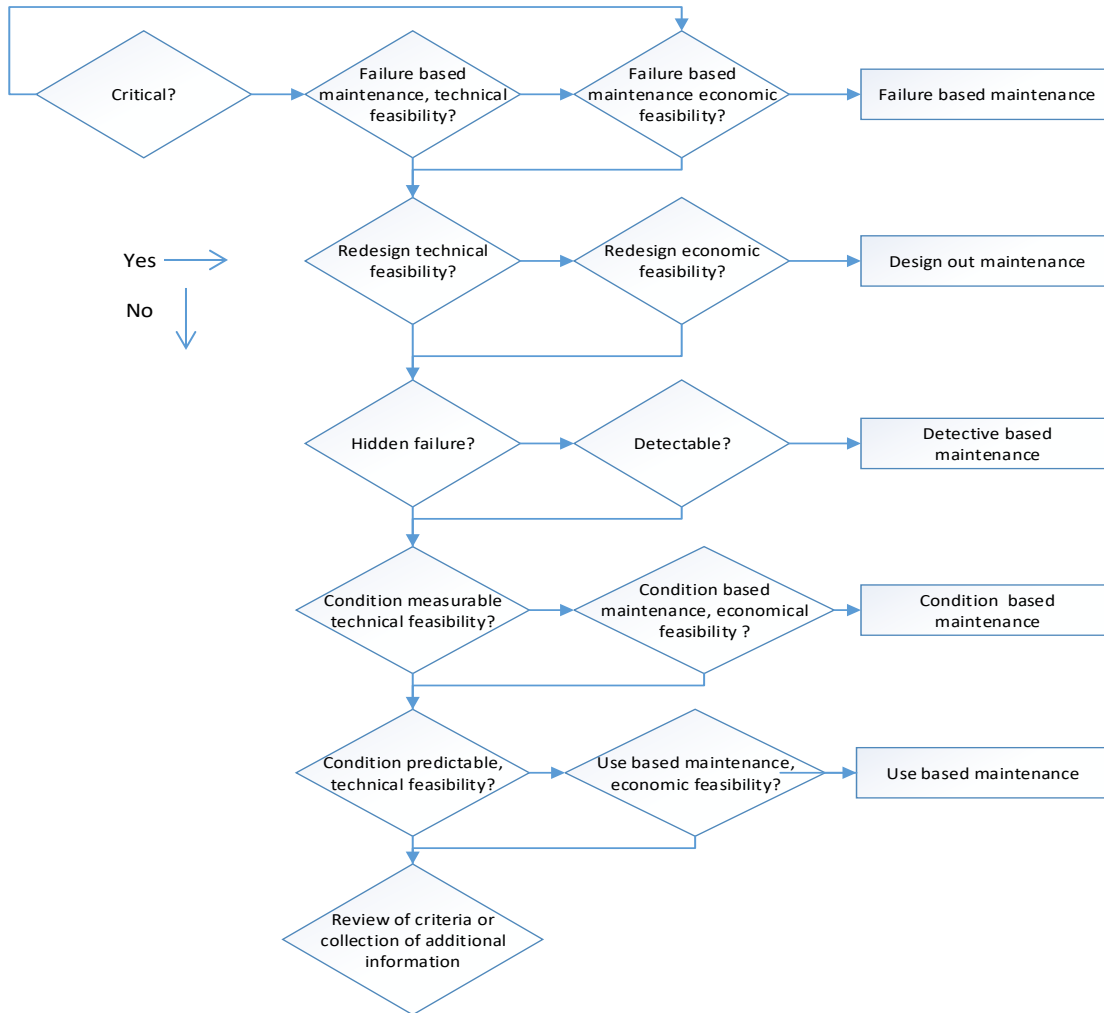 Critical?
Failure based
maintenance, technical
feasibility?
Failure based
maintenance economic
feasibility?
Failure based maintenance
Yes
No
Redesign technical
feasibility?
Redesign economic
feasibility?
Design out maintenance
Hidden failure?
Detectable?
Detective based
maintenance
Condition measurable
technical feasibility?
Condition based
maintenance, economical
feasibility ?
Condition based
maintenance
Condition predictable,
technical feasibility?
Use based maintenance,
economic feasibility?
Use based maintenance
Review of criteria or
collection of additional
information